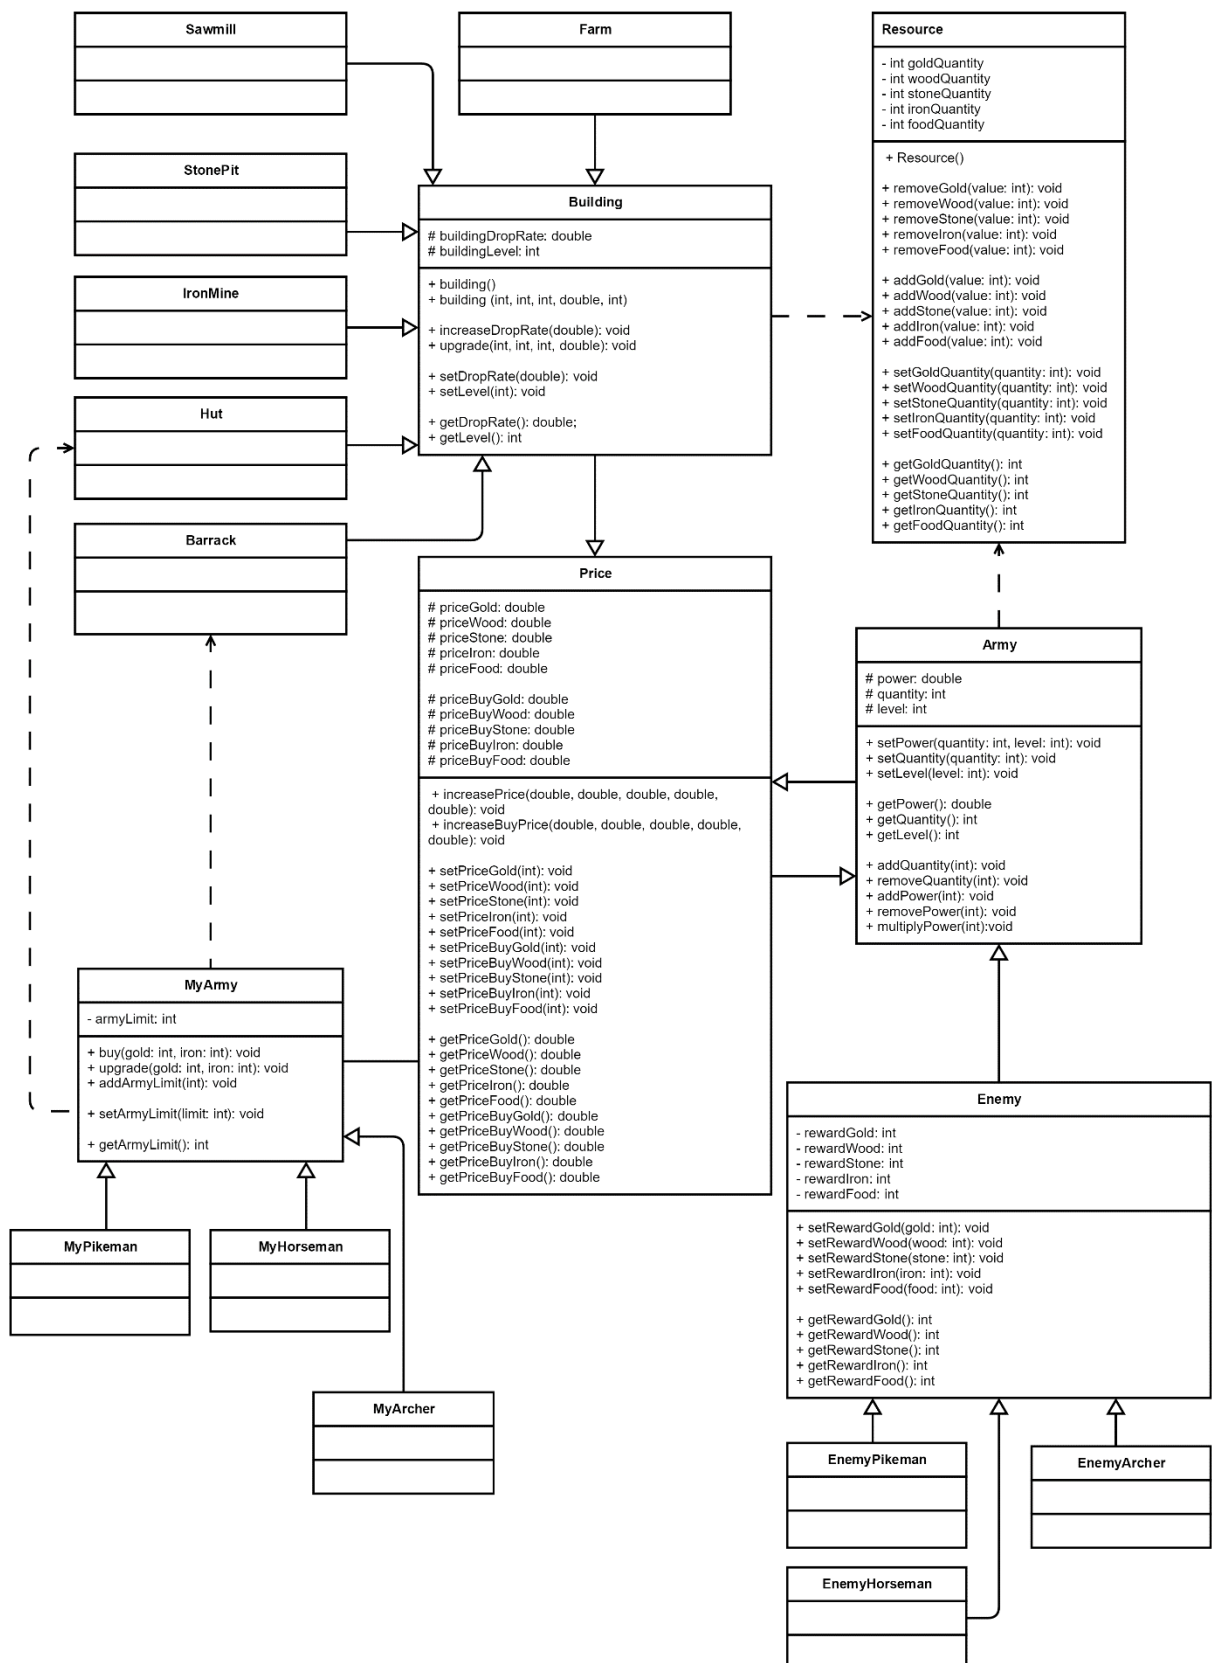 Sawmill
Farm
Resource
- int goldQuantity
- int woodQuantity
- int stoneQuantity
- int ironQuantity
- int foodQuantity
+ Resource()
+ removeGold(value: int): void
+ removeWood(value: int): void
+ removeStone(value: int): void
+ removeIron(value: int): void
+ removeFood(value: int): void
+ addGold(value: int): void
+ addWood(value: int): void
+ addStone(value: int): void
+ addIron(value: int): void
+ addFood(value: int): void
+ setGoldQuantity(quantity: int): void
+ setWoodQuantity(quantity: int): void
+ setStoneQuantity(quantity: int): void
+ setIronQuantity(quantity: int): void
+ setFoodQuantity(quantity: int): void
+ getGoldQuantity(): int
+ getWoodQuantity(): int
+ getStoneQuantity(): int
+ getIronQuantity(): int
+ getFoodQuantity(): int
StonePit
Building
# buildingDropRate: double
# buildingLevel: int
+ building()
+ building (int, int, int, double, int)
+ increaseDropRate(double): void
+ upgrade(int, int, int, double): void
+ setDropRate(double): void
+ setLevel(int): void
+ getDropRate(): double;
+ getLevel(): int
IronMine
Hut
Barrack
Price
# priceGold: double
# priceWood: double
# priceStone: double
# priceIron: double
# priceFood: double
# priceBuyGold: double
# priceBuyWood: double
# priceBuyStone: double
# priceBuyIron: double
# priceBuyFood: double
+ increasePrice(double, double, double, double,
double): void
+ increaseBuyPrice(double, double, double, double,
double): void
+ setPriceGold(int): void
+ setPriceWood(int): void
+ setPriceStone(int): void
+ setPriceIron(int): void
+ setPriceFood(int): void
+ setPriceBuyGold(int): void
+ setPriceBuyWood(int): void
+ setPriceBuyStone(int): void
+ setPriceBuyIron(int): void
+ setPriceBuyFood(int): void
+ getPriceGold(): double
+ getPriceWood(): double
+ getPriceStone(): double
+ getPriceIron(): double
+ getPriceFood(): double
+ getPriceBuyGold(): double
+ getPriceBuyWood(): double
+ getPriceBuyStone(): double
+ getPriceBuyIron(): double
+ getPriceBuyFood(): double
Army
# power: double
# quantity: int
# level: int
+ setPower(quantity: int, level: int): void
+ setQuantity(quantity: int): void
+ setLevel(level: int): void
+ getPower(): double
+ getQuantity(): int
+ getLevel(): int
+ addQuantity(int): void
+ removeQuantity(int): void
+ addPower(int): void
+ removePower(int): void
+ multiplyPower(int):void
MyArmy
- armyLimit: int
+ buy(gold: int, iron: int): void
+ upgrade(gold: int, iron: int): void
+ addArmyLimit(int): void
+ setArmyLimit(limit: int): void
+ getArmyLimit(): int
Enemy
- rewardGold: int
- rewardWood: int
- rewardStone: int
- rewardIron: int
- rewardFood: int
+ setRewardGold(gold: int): void
+ setRewardWood(wood: int): void
+ setRewardStone(stone: int): void
+ setRewardIron(iron: int): void
+ setRewardFood(food: int): void
+ getRewardGold(): int
+ getRewardWood(): int
+ getRewardStone(): int
+ getRewardIron(): int
+ getRewardFood(): int
MyPikeman
MyHorseman
MyArcher
EnemyPikeman
EnemyArcher
EnemyHorseman